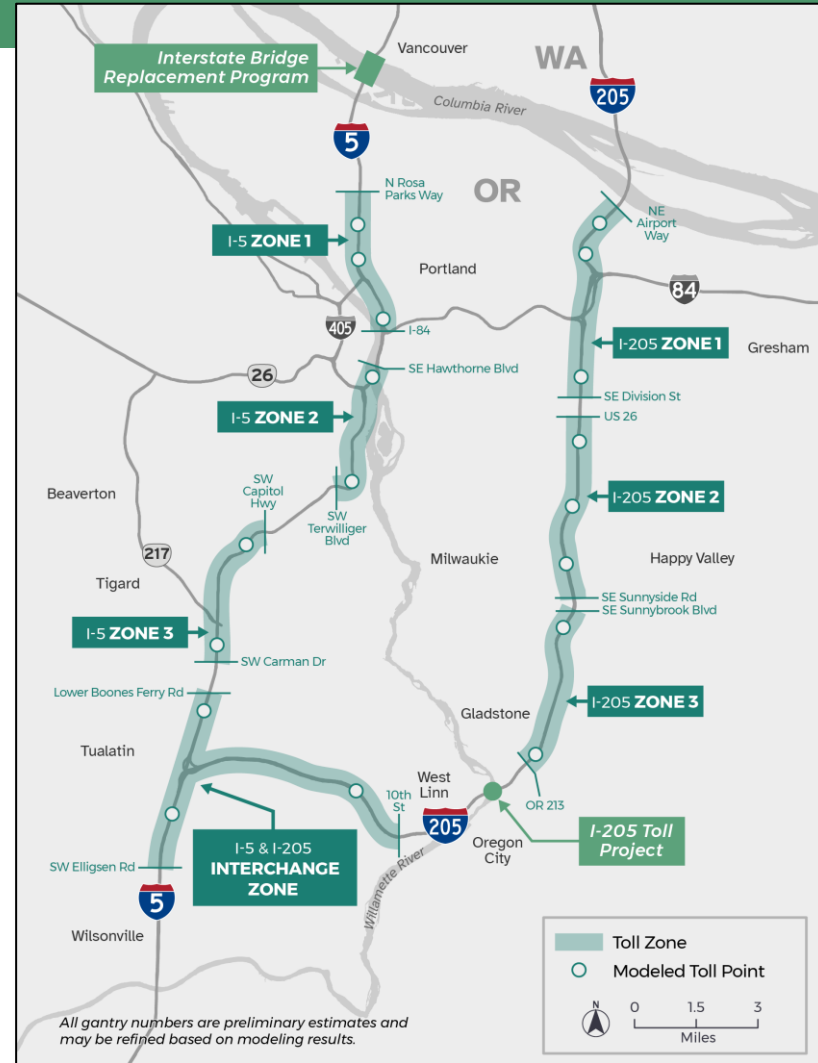 Interstate Bridge
Replacement Program
Vancouver
WA
205
Columbia River
5
N Rosa
Parks Way
OR
NE
Airport
Way
I-5 ZONE 1
Portland
84
405
I-84
I-205 ZONE 1
Gresham
SE Hawthorne Blvd
26
SE Division St
US 26
I-5 ZONE 2
SW
Capitol
Hwy
Beaverton
SW
Terwilliger
Blvd
I-205 ZONE 2
217
Milwaukie
Happy Valley
Tigard
SE Sunnyside Rd
SE Sunnybrook Blvd
I-5 ZONE 3
SW Carman Dr
Lower Boones Ferry Rd
I-205 ZONE 3
Gladstone
Tualatin
West
Linn
10th
St
OR 213
205
I-5 & I-205
INTERCHANGE
ZONE
Oregon
City
I-205 Toll
Project
SW Elligsen Rd
5
Willamette River
Wilsonville
Toll Zone
Modeled Toll Point
N
0 1.5 3
Miles
All gantry numbers are preliminary estimates and
may be refined based on modeling results.